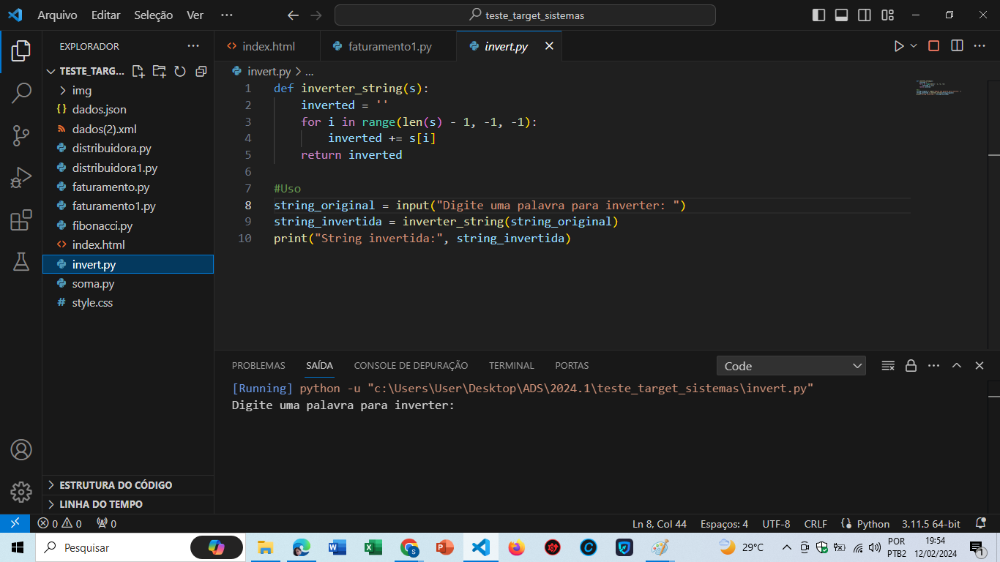 Arquivo Editar Seleção Ver ··· teste_target_sistemas
EXPLORADOR ···
TESTE_TARG...
img
dados.json
dados(2).xml
distribuidora.py
distribuidora1.py
faturamento.py
faturamento1.py
fibonacci.py
index.html
invert.py
soma.py
style.css
ESTRUTURA DO CÓDIGO
LINHA DO TEMPO
index.html faturamento1.py invert.py
invert.py > ...
1 def inverter_string(s):
2 inverted = ''
3 for i in range(len(s) - 1, -1, -1):
4 inverted += s[i]
5 return inverted
6
7 #Uso
8 string_original = input("Digite uma palavra para inverter: ")
9 string_invertida = inverter_string(string_original)
10 print("String invertida:", string_invertida)
PROBLEMAS SAÍDA CONSOLE DE DEPURAÇÃO TERMINAL PORTAS Code
[Running] python -u "c:\Users\User\Desktop\ADS\2024.1\teste_target_sistemas\invert.py"
Digite uma palavra para inverter:
0 0 0 Ln 8, Col 44 Espaços: 4 UTF-8 CRLF Python 3.11.5 64-bit
Pesquisar 29°C POR 19:54
PTB2 12/02/2024 1